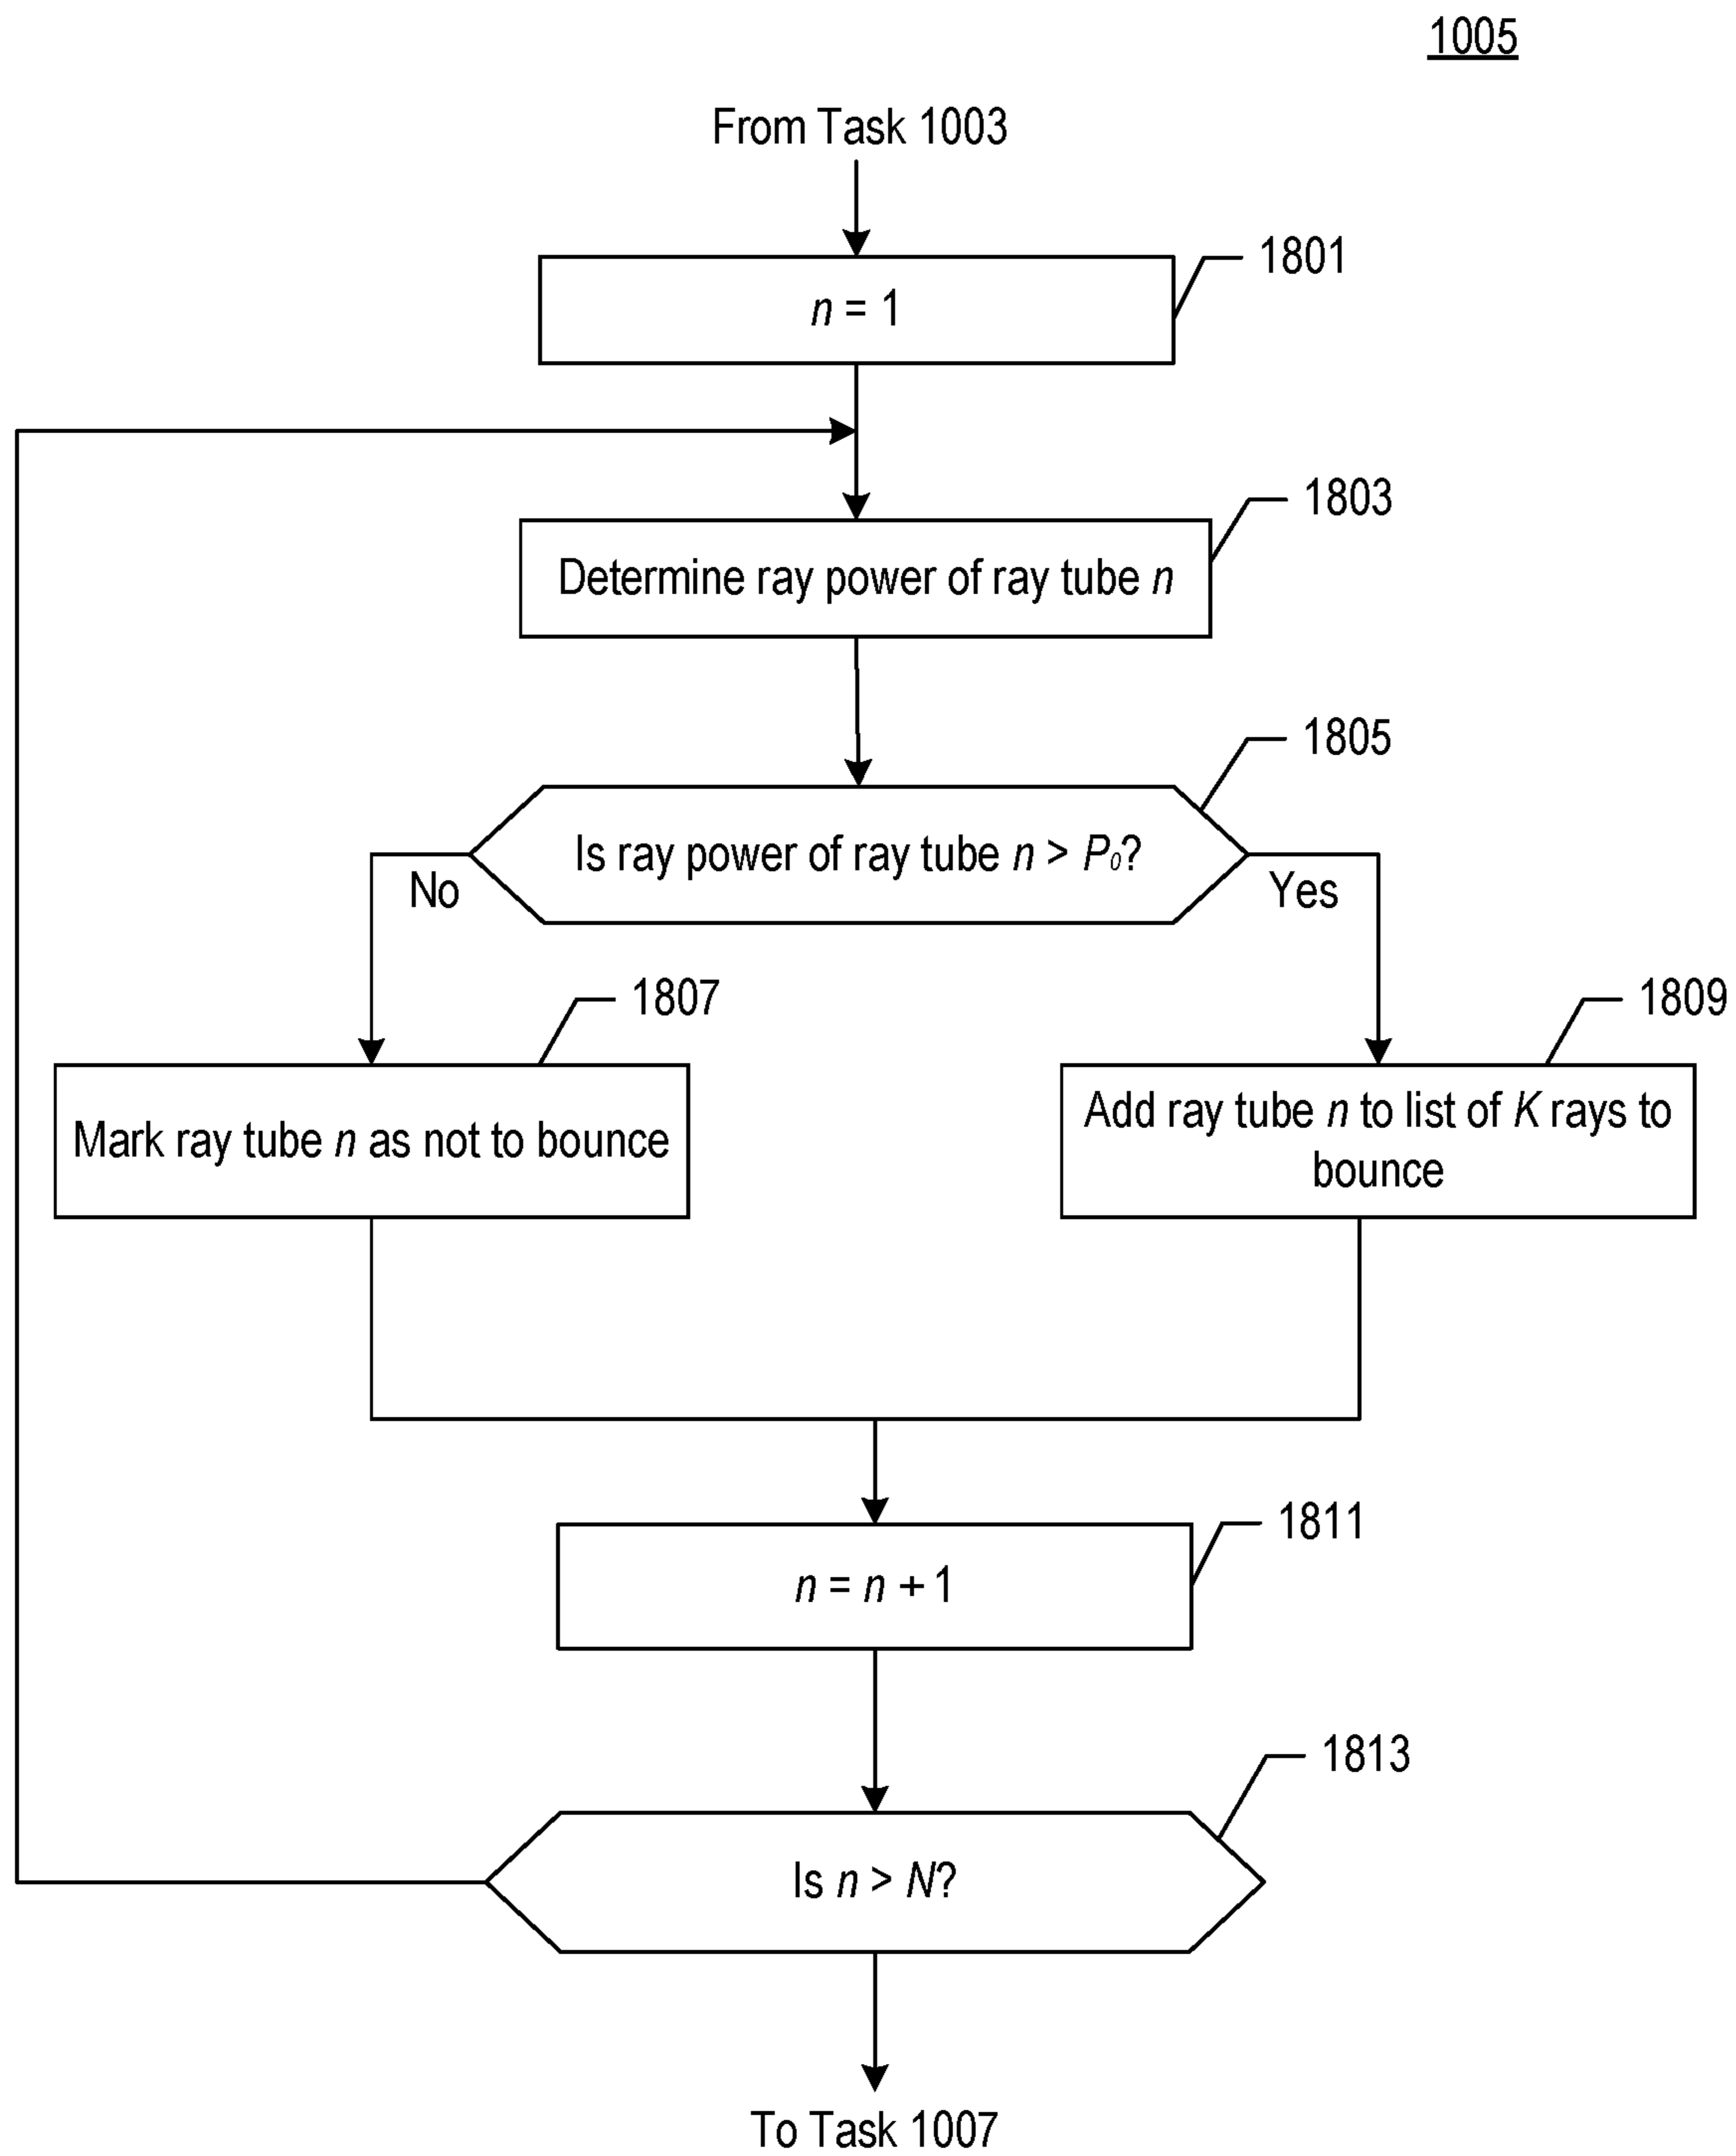 1005
From Task 1003
1801
n = 1
1803
Determine ray power of ray tube n
1805
Is ray power of ray tube n > P₀?
No
Yes
1807
1809
Mark ray tube n as not to bounce
Add ray tube n to list of K rays to
bounce
1811
n = n + 1
1813
Is n > N?
To Task 1007